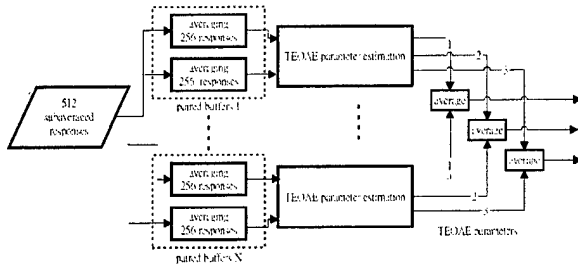 averaging
256 responses
averaging
256 responses
paired buffers 1
512
subaveraged
responses
TEOAE parameter estimation
2
3
average
average
average
1
averaging
256 responses
averaging
256 responses
paired buffers N
TEOAE parameter estimation
2
3
TEOAE parameters